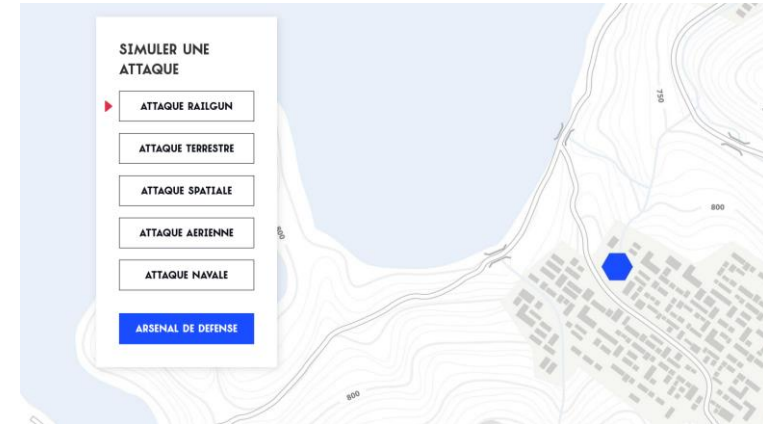 SIMULER UNE
ATTAQUE
ATTAQUE RAILGUN
ATTAQUE TERRESTRE
ATTAQUE SPATIALE
ATTAQUE AERIENNE
ATTAQUE NAVALE
ARSENAL DE DEFENSE
750
800
800